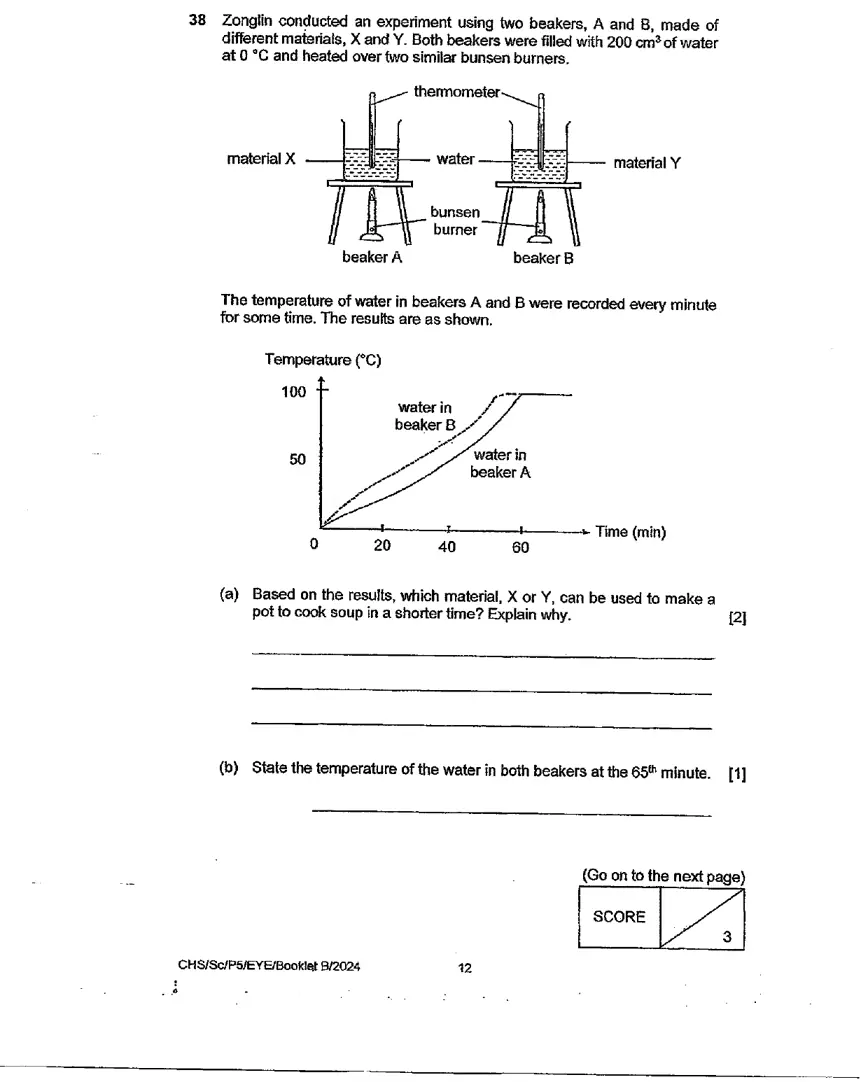 38 Zonglin conducted an experiment using two beakers, A and B, made of
different materials, X and Y. Both beakers were filled with 200 cm³ of water
at 0 °C and heated over two similar bunsen burners.
thermometer
material X
water
material Y
bunsen
burner
beaker A
beaker B
The temperature of water in beakers A and B were recorded every minute
for some time. The results are as shown.
Temperature (°C)
100
water in
beaker B
50
water in
beaker A
Time (min)
0
20
40
60
(a) Based on the results, which material, X or Y, can be used to make a
pot to cook soup in a shorter time? Explain why. [2]
(b) State the temperature of the water in both beakers at the 65th minute. [1]
(Go on to the next page)
SCORE
3
CHS/Sc/P5/EYE/Booklet B/2024
12